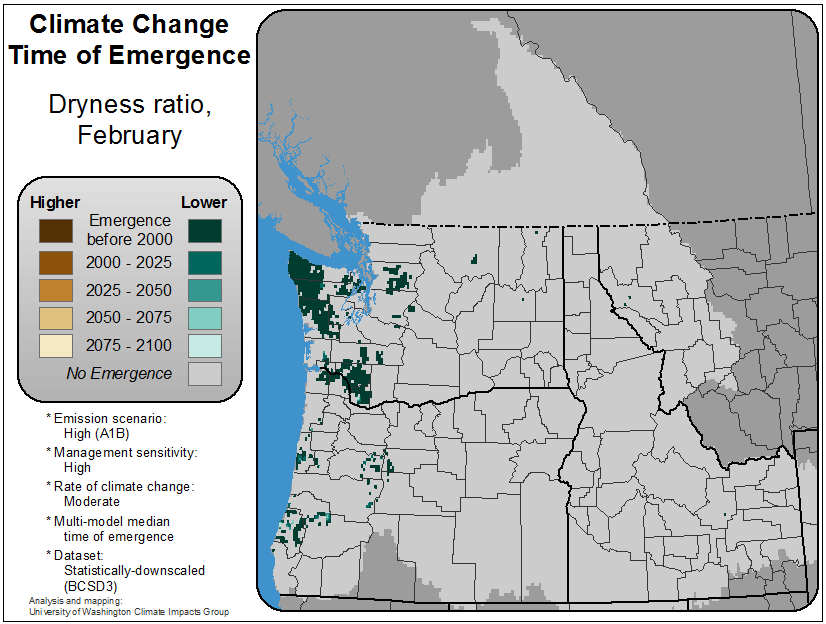 Climate Change
Time of Emergence
Dryness ratio,
February
Higher Lower
Emergence
before 2000
2000 - 2025
2025 - 2050
2050 - 2075
2075 - 2100
No Emergence
* Emission scenario:
High (A1B)
* Management sensitivity:
High
* Rate of climate change:
Moderate
* Multi-model median
time of emergence
* Dataset:
Statistically-downscaled
(BCSD3)
Analysis and mapping:
University of Washington Climate Impacts Group